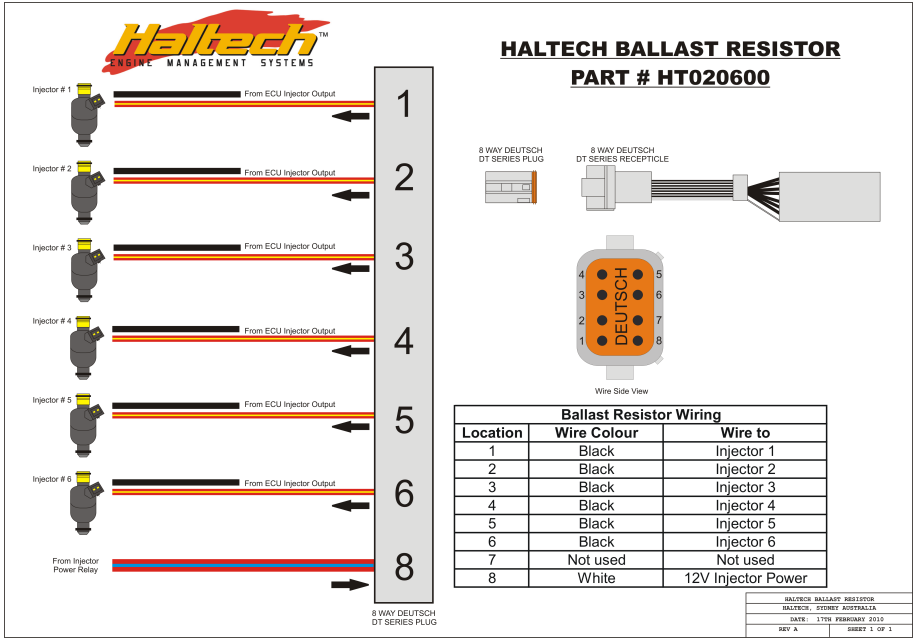 Haltech™
ENGINE MANAGEMENT SYSTEMS
HALTECH BALLAST RESISTOR
PART # HT020600
Injector # 1
From ECU Injector Output
1
Injector # 2
From ECU Injector Output
2
Injector # 3
From ECU Injector Output
3
Injector # 4
From ECU Injector Output
4
Injector # 5
From ECU Injector Output
5
Injector # 6
From ECU Injector Output
6
From Injector
Power Relay
8
8 WAY DEUTSCH
DT SERIES PLUG
8 WAY DEUTSCH
DT SERIES PLUG
8 WAY DEUTSCH
DT SERIES RECEPTICLE
4 5
3 6
2 7
1 8
DEUTSCH
Wire Side View
Ballast Resistor Wiring
Location Wire Colour Wire to
1 Black Injector 1
2 Black Injector 2
3 Black Injector 3
4 Black Injector 4
5 Black Injector 5
6 Black Injector 6
7 Not used Not used
8 White 12V Injector Power
HALTECH BALLAST RESISTOR
HALTECH, SYDNEY AUSTRALIA
DATE: 17TH FEBRUARY 2010
REV A SHEET 1 OF 1